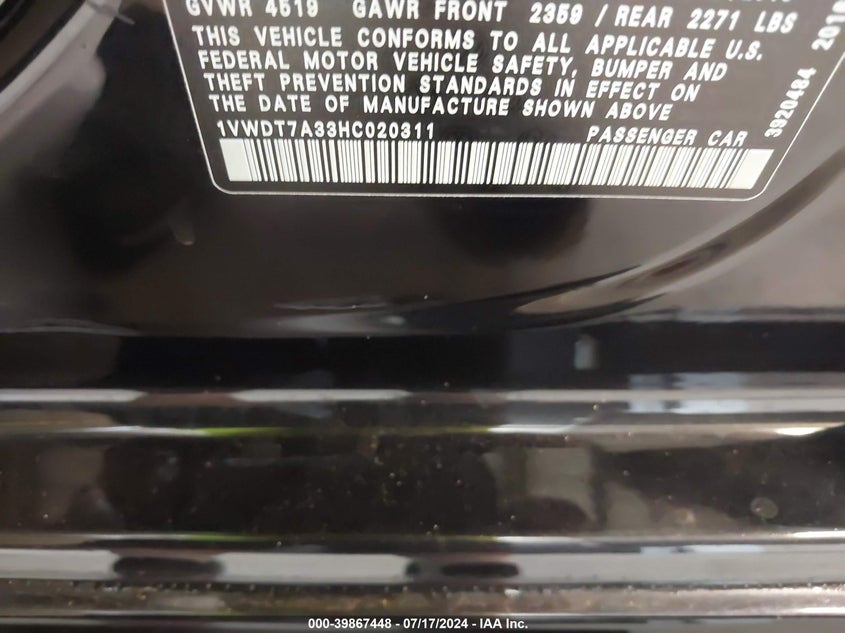 GVWR 4519 GAWR FRONT 2359 / REAR 2271 LBS
THIS VEHICLE CONFORMS TO ALL APPLICABLE U.S.
FEDERAL MOTOR VEHICLE SAFETY, BUMPER AND
THEFT PREVENTION STANDARDS IN EFFECT ON
THE DATE OF MANUFACTURE SHOWN ABOVE
1VWDT7A33HC020311 PASSENGER CAR
3920484
000-39867448 - 07/17/2024 - IAA Inc.